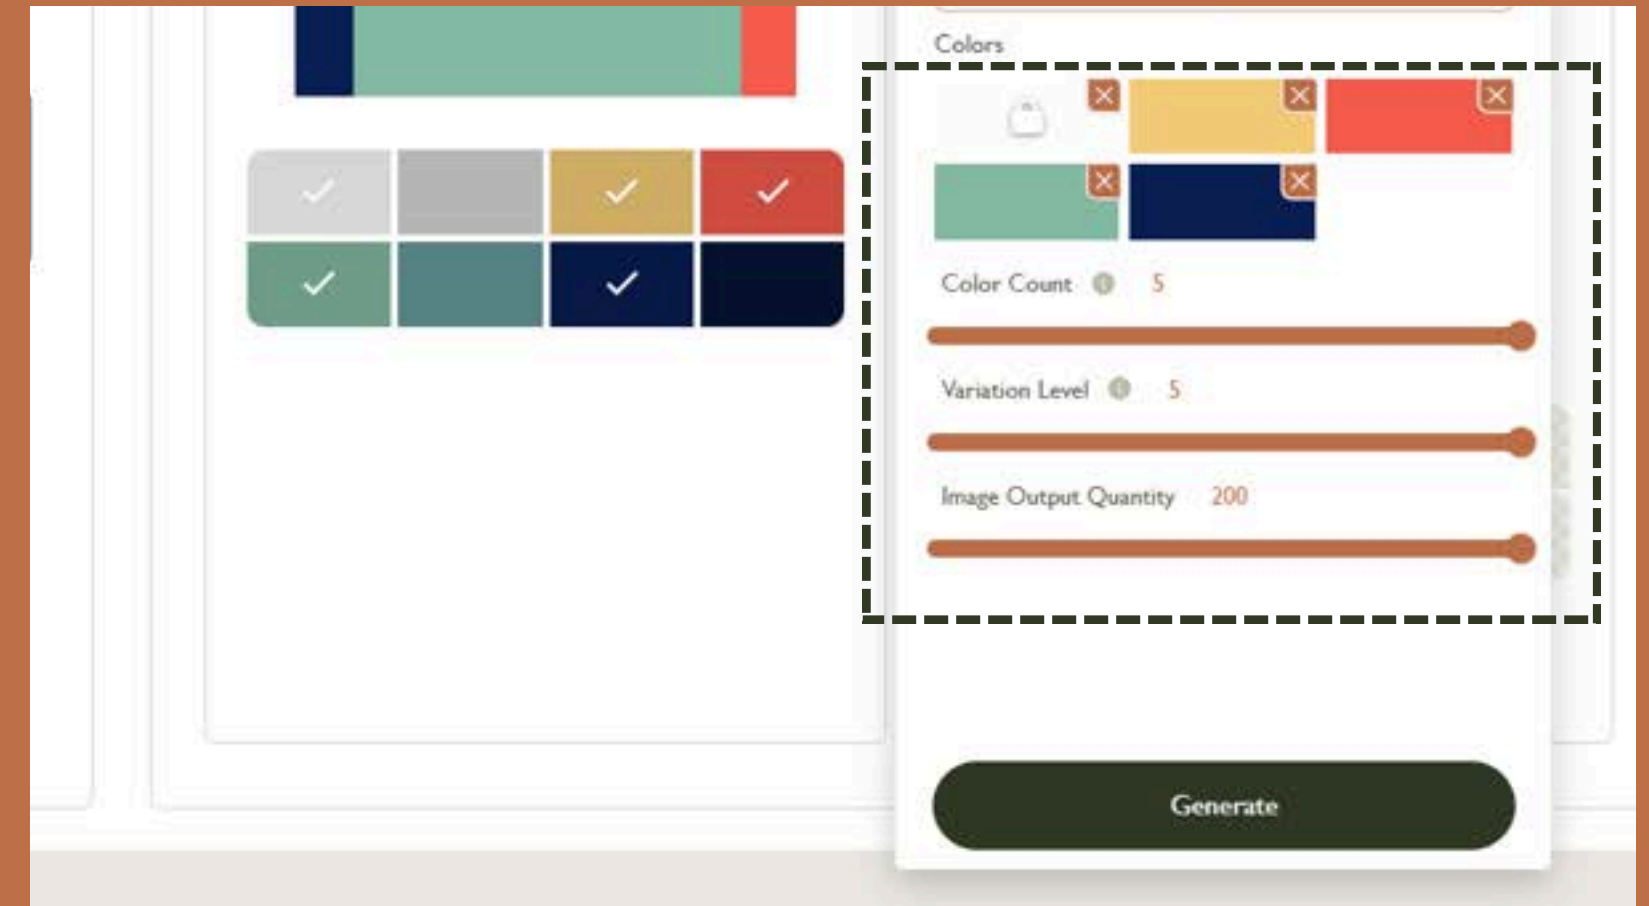 Colors
Color Count 5
Variation Level 5
Image Output Quantity 200
Generate